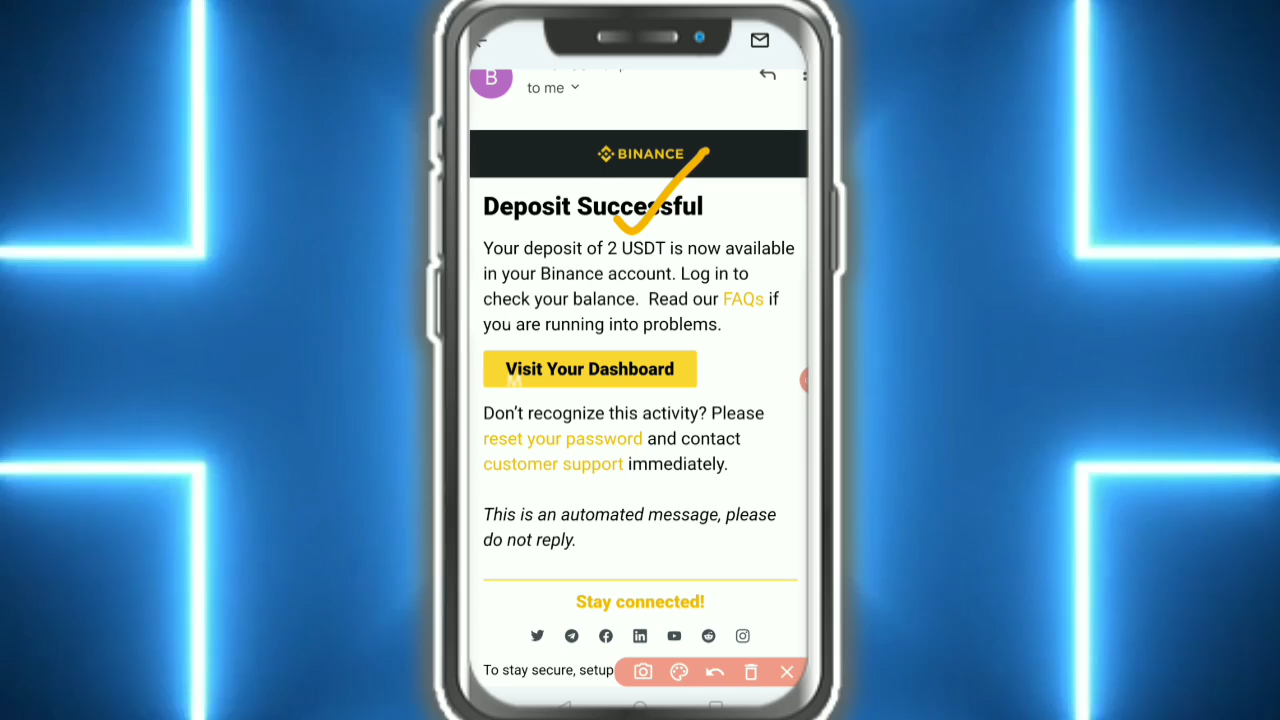 B
to me
BINANCE
Deposit Successful
Your deposit of 2 USDT is now available
in your Binance account. Log in to
check your balance. Read our FAQs if
you are running into problems.
Visit Your Dashboard
M
Don't recognize this activity? Please
reset your password and contact
customer support immediately.
This is an automated message, please
do not reply.
Stay connected!
To stay secure, setup